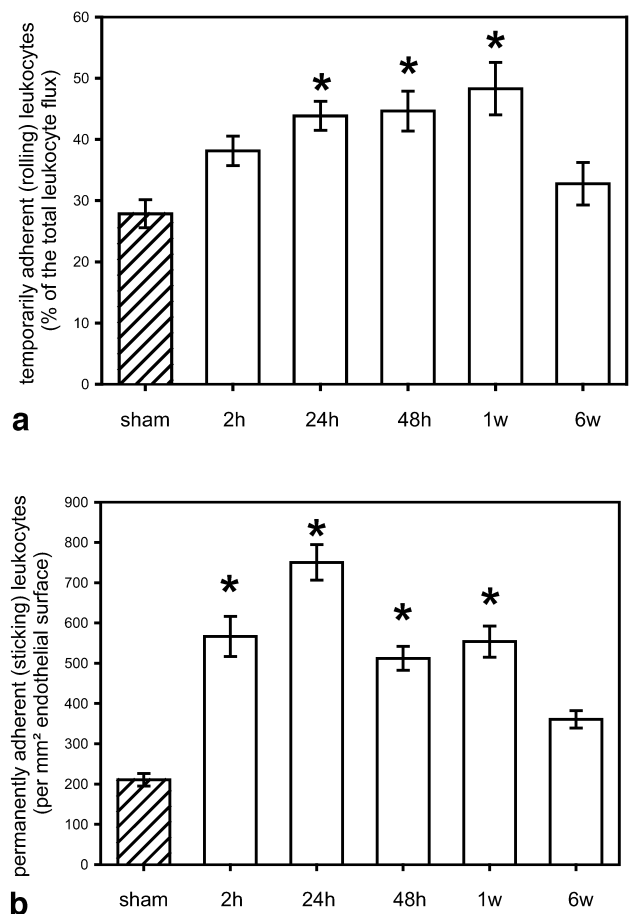 temporarily adherent (rolling) leukocytes
(% of the total leukocyte flux)
60
50
40
30
20
10
0
* * *
sham 2h 24h 48h 1w 6w
a
permanently adherent (sticking) leukocytes
(per mm² endothelial surface)
900
800
700
600
500
400
300
200
100
0
* * * *
sham 2h 24h 48h 1w 6w
b